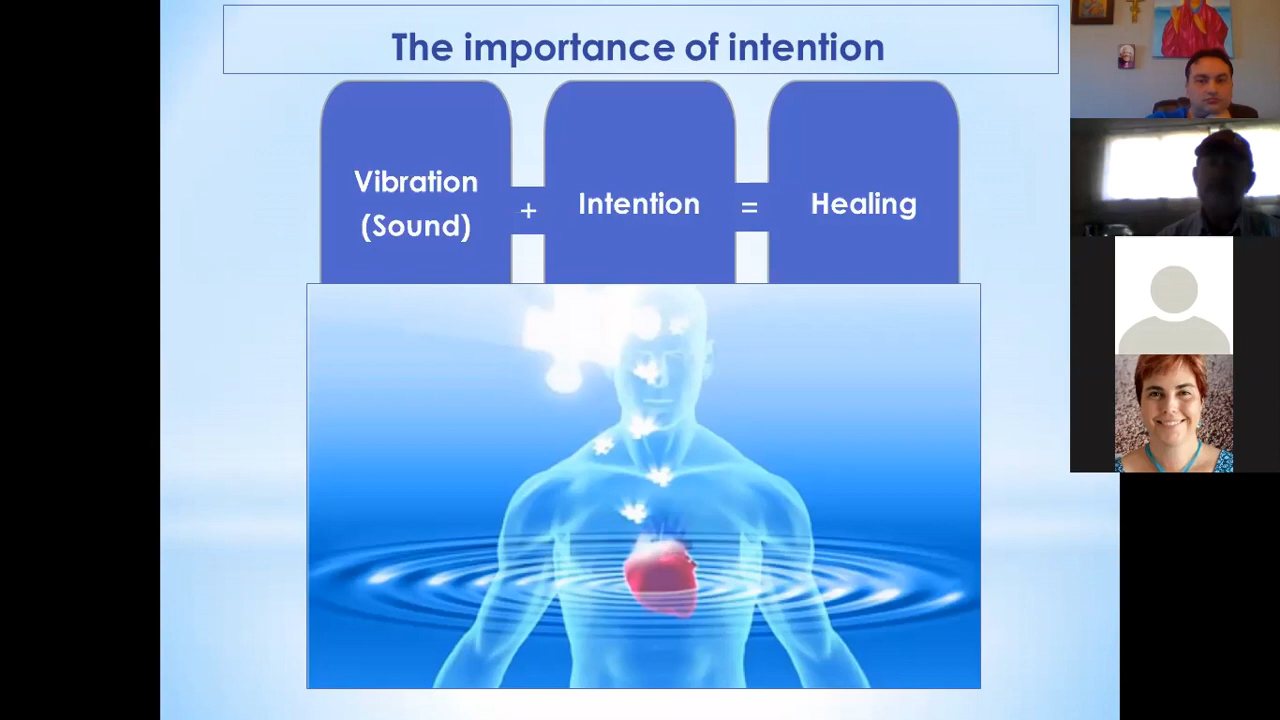 The importance of intention
Vibration
(Sound)
+
Intention
=
Healing